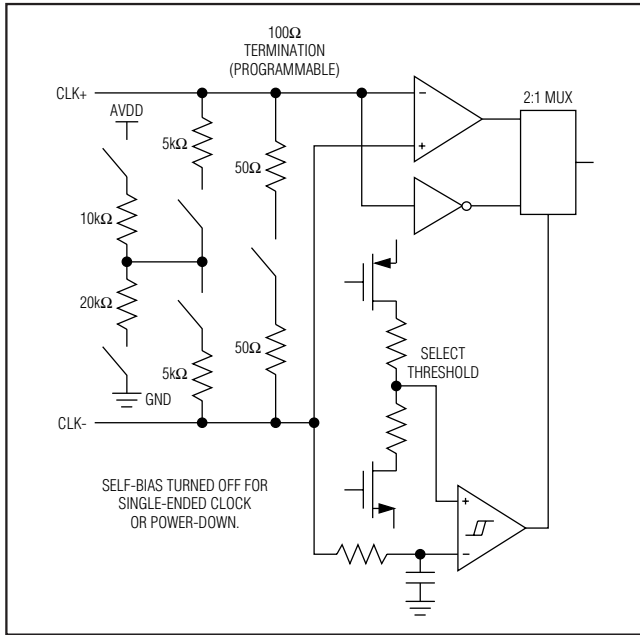 100Ω
TERMINATION
(PROGRAMMABLE)
CLK+
AVDD
2:1 MUX
5kΩ
50Ω
10kΩ
20kΩ
5kΩ
50Ω
SELECT
THRESHOLD
GND
CLK-
SELF-BIAS TURNED OFF FOR
SINGLE-ENDED CLOCK
OR POWER-DOWN.
−
+
+
−